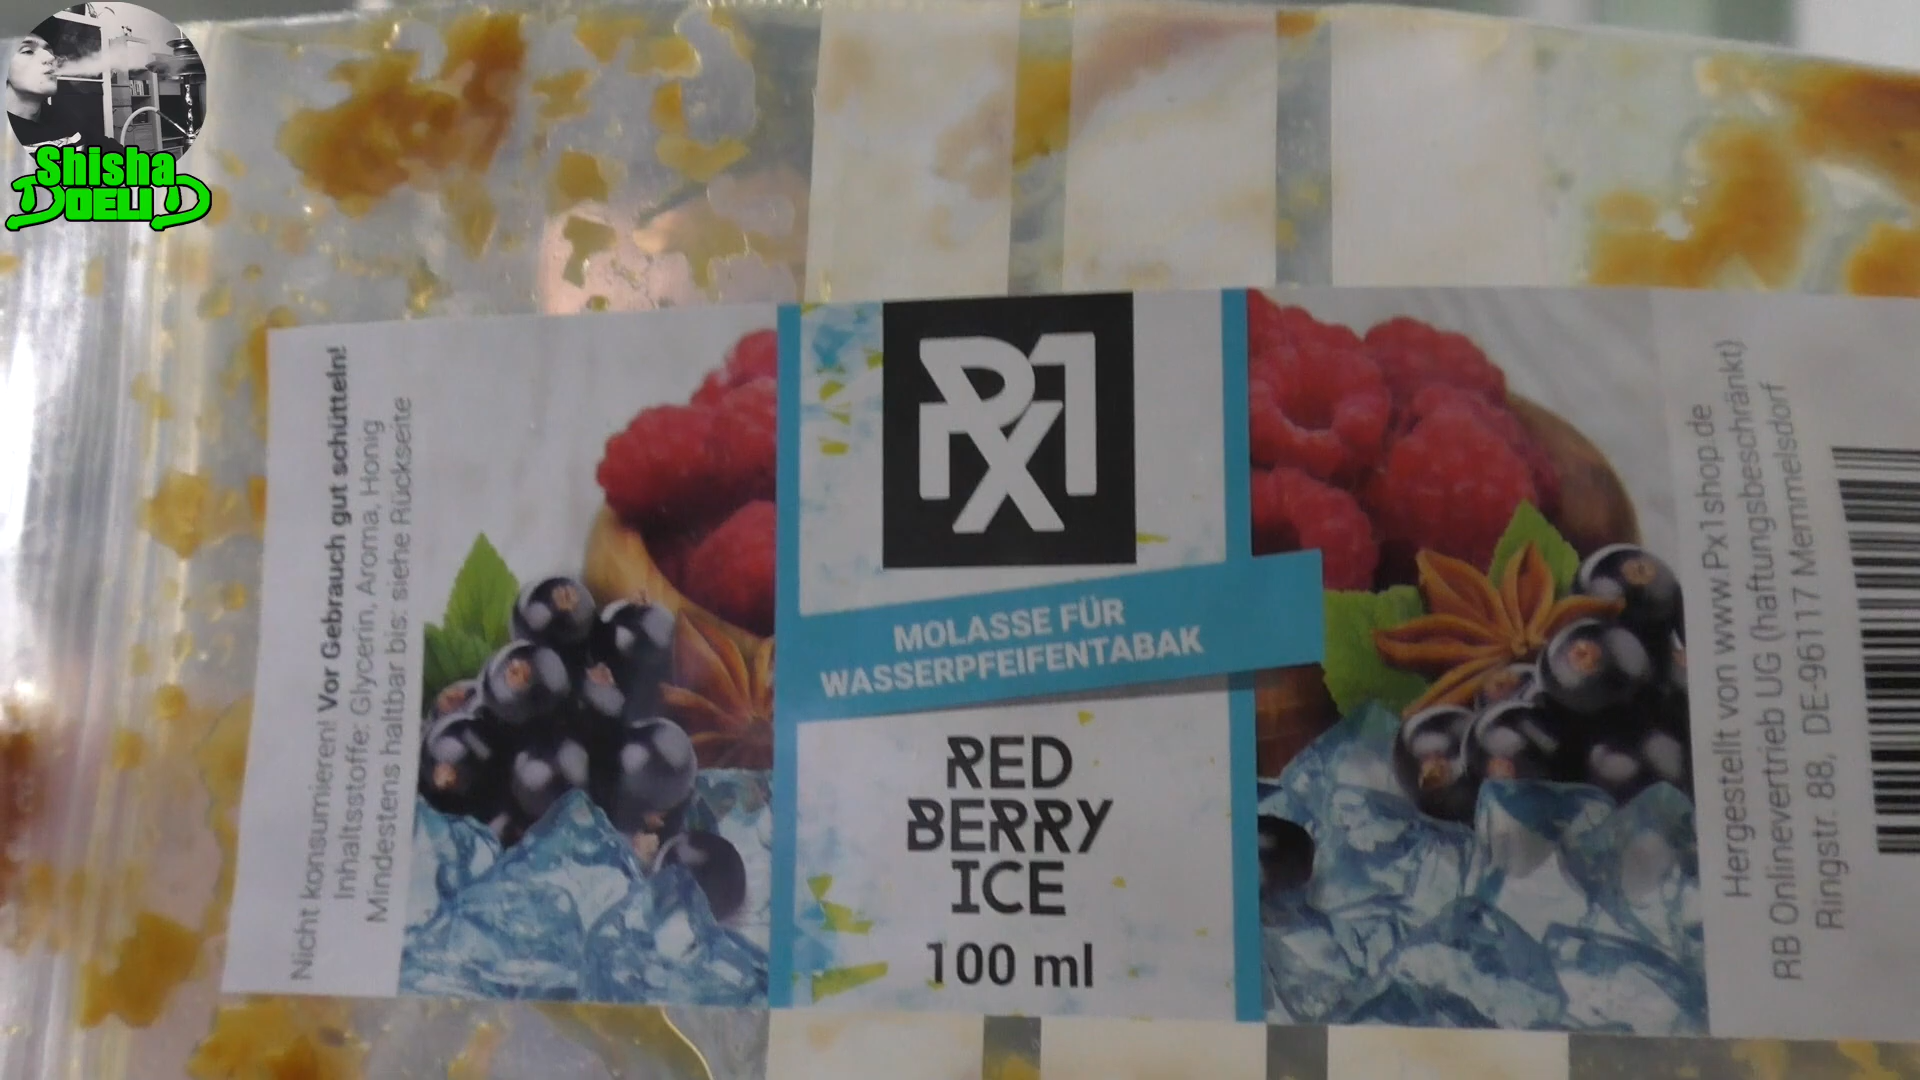 Shisha
DOELID
Nicht konsumieren! Vor Gebrauch gut schütteln!
Inhaltsstoffe: Glycerin, Aroma, Honig
Mindestens haltbar bis: siehe Rückseite
PX1
MOLASSE FÜR
WASSERPFEIFENTABAK
RED
BERRY
ICE
100 ml
Hergestellt von www.Px1shop.de
RB Onlinevertrieb UG (haftungsbeschränkt)
Ringstr. 88, DE-96117 Memmelsdorf